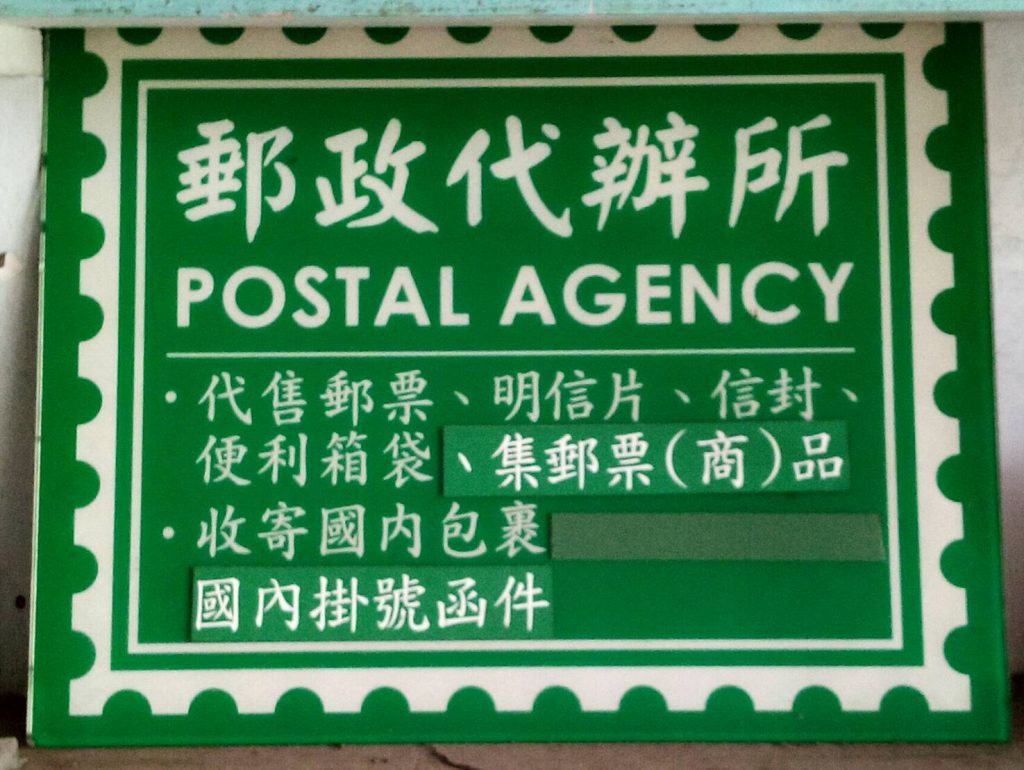 郵政代辦所
POSTAL AGENCY
・代售郵票、明信片、信封、
便利箱袋、集郵票(商)品
・收寄國内包裹
國內掛號函件